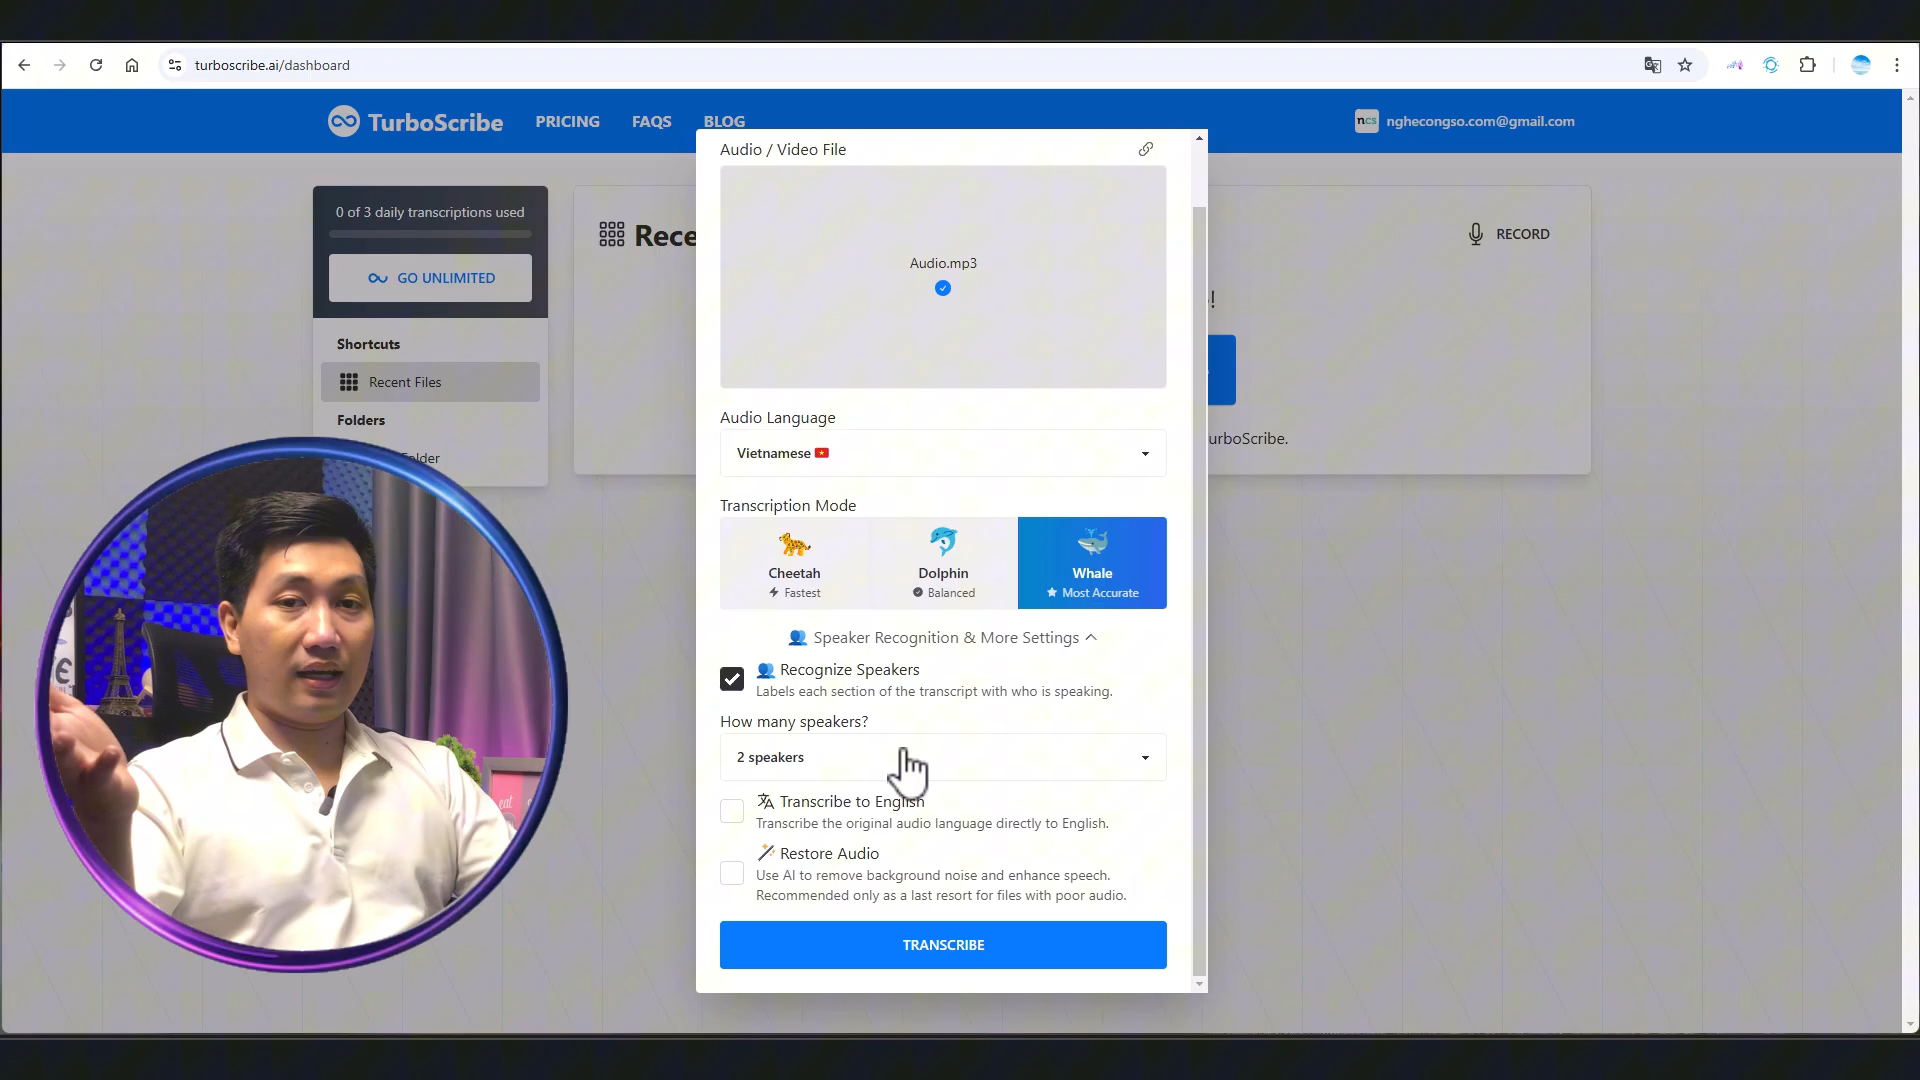 turboscribe.ai/dashboard
TurboScribe PRICING FAQS BLOG
ncs nghecongso.com@gmail.com
0 of 3 daily transcriptions used
GO UNLIMITED
Shortcuts
Recent Files
Folders
Rece
RECORD
!
urboScribe.
Audio / Video File
Audio.mp3
Audio Language
Vietnamese
Transcription Mode
Cheetah
Fastest
Dolphin
Balanced
Whale
Most Accurate
Speaker Recognition & More Settings
Recognize Speakers
Labels each section of the transcript with who is speaking.
How many speakers?
2 speakers
Transcribe to English
Transcribe the original audio language directly to English.
Restore Audio
Use AI to remove background noise and enhance speech.
Recommended only as a last resort for files with poor audio.
TRANSCRIBE
eat